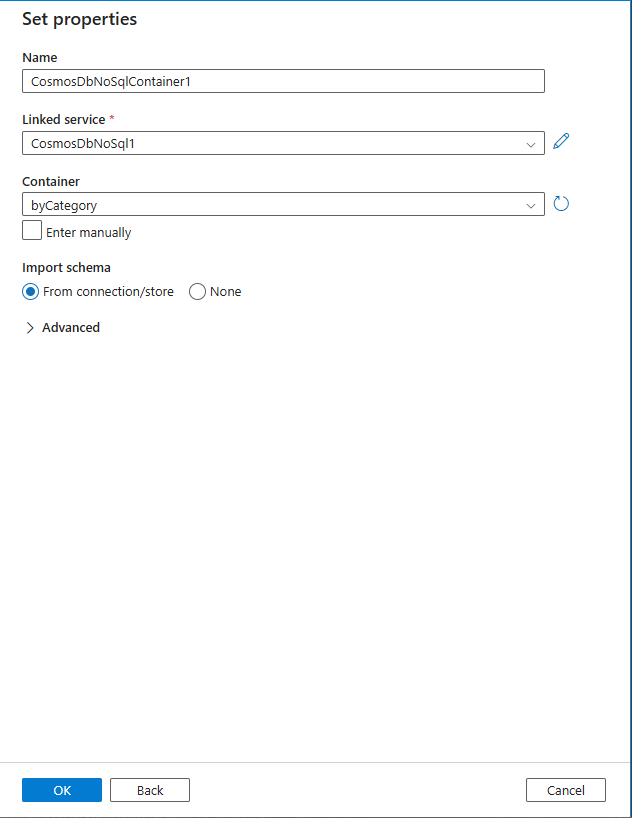 Set properties
Name
CosmosDbNoSqlContainer1
Linked service *
CosmosDbNoSql1
Container
byCategory
Enter manually
Import schema
From connection/store None
Advanced
OK Back Cancel